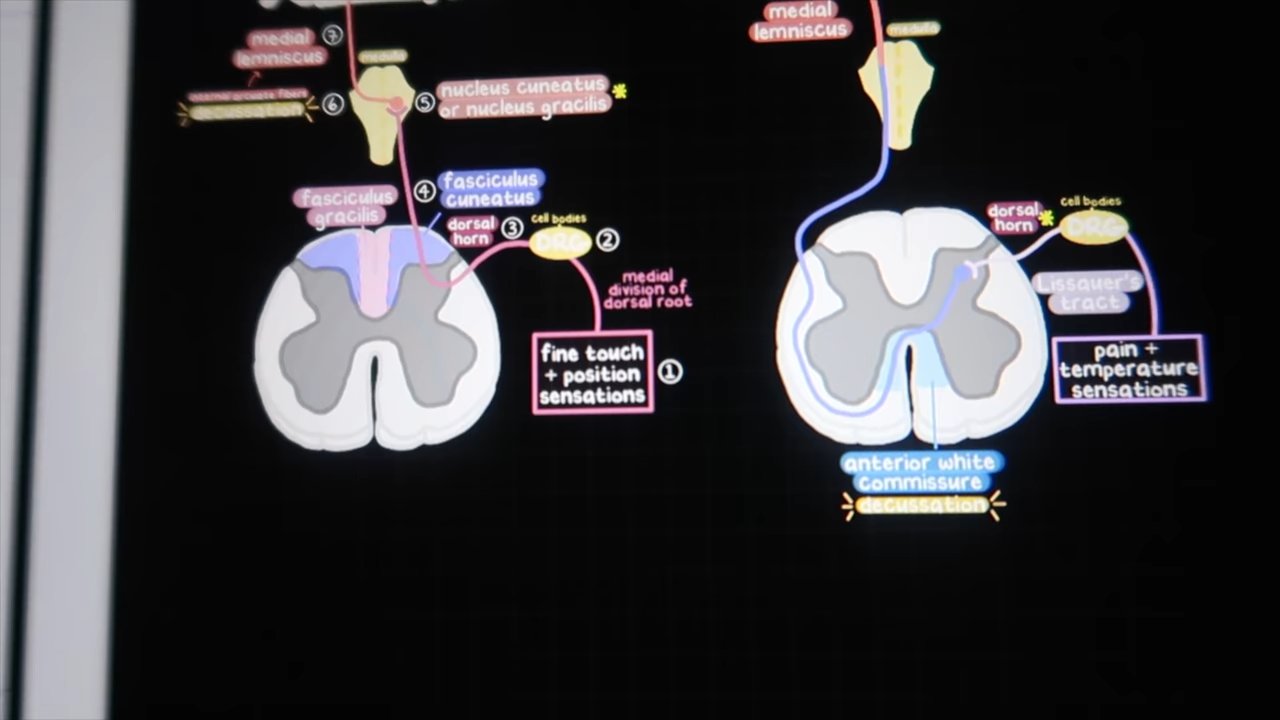 medial
lemniscus
⑦
medulla
internal arcuate fibers
decussation
⑥
⑤
nucleus cuneatus *
or nucleus gracilis
fasciculus
gracilis
④
fasciculus
cuneatus
dorsal
horn
③
cell bodies
DRG
②
medial
division of
dorsal root
fine touch
+ position
sensations
①
medial
lemniscus
medulla
dorsal
horn *
cell bodies
DRG
Lissauer's
tract
pain +
temperature
sensations
anterior white
commissure
decussation